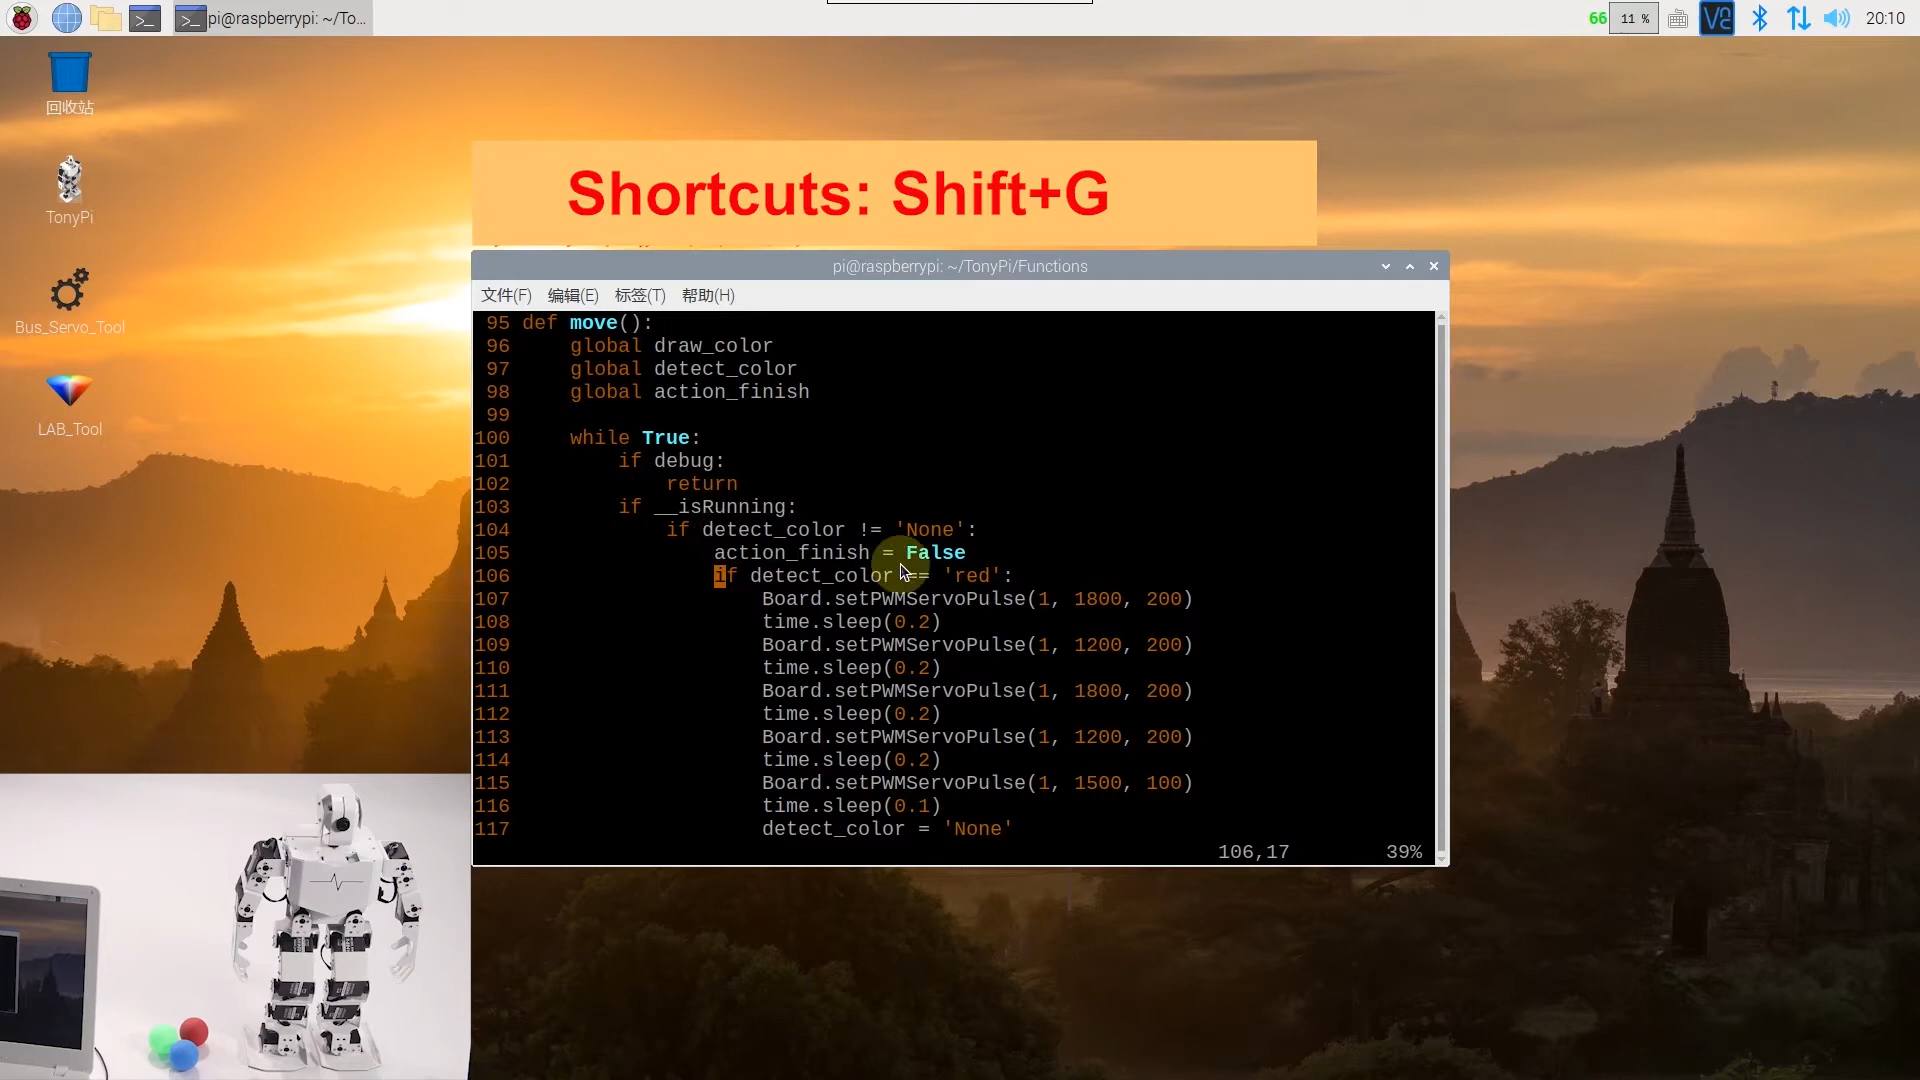 pi@raspberrypi: ~/To...
66
11 %
20:10
回收站
TonyPi
Bus_Servo_Tool
LAB_Tool
Shortcuts: Shift+G
pi@raspberrypi: ~/TonyPi/Functions
文件(F) 编辑(E) 标签(T) 帮助(H)
95 def move():
96     global draw_color
97     global detect_color
98     global action_finish
99
100     while True:
101         if debug:
102             return
103         if __isRunning:
104             if detect_color != 'None':
105                 action_finish = False
106                 if detect_color == 'red':
107                     Board.setPWMServoPulse(1, 1800, 200)
108                     time.sleep(0.2)
109                     Board.setPWMServoPulse(1, 1200, 200)
110                     time.sleep(0.2)
111                     Board.setPWMServoPulse(1, 1800, 200)
112                     time.sleep(0.2)
113                     Board.setPWMServoPulse(1, 1200, 200)
114                     time.sleep(0.2)
115                     Board.setPWMServoPulse(1, 1500, 100)
116                     time.sleep(0.1)
117                     detect_color = 'None'
106,17 39%